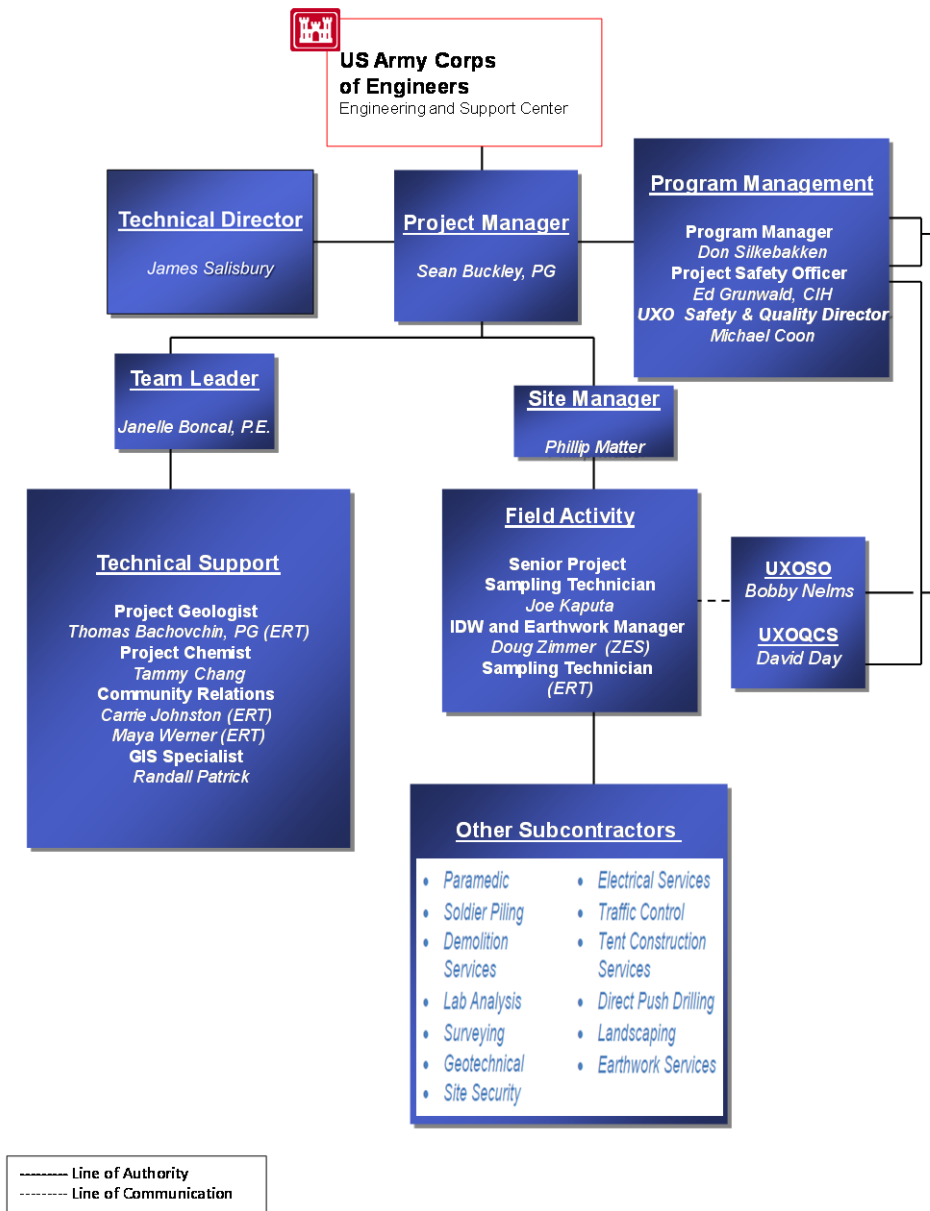 US Army Corps
of Engineers
Engineering and Support Center
Technical Director
James Salisbury
Project Manager
Sean Buckley, PG
Program Management
Program Manager
Don Silkebakken
Project Safety Officer
Ed Grunwald, CIH
UXO Safety & Quality Director
Michael Coon
Team Leader
Janelle Boncal, P.E.
Site Manager
Phillip Matter
Technical Support
Project Geologist
Thomas Bachovchin, PG (ERT)
Project Chemist
Tammy Chang
Community Relations
Carrie Johnston (ERT)
Maya Werner (ERT)
GIS Specialist
Randall Patrick
Field Activity
Senior Project
Sampling Technician
Joe Kaputa
IDW and Earthwork Manager
Doug Zimmer (ZES)
Sampling Technician
(ERT)
UXOSO
Bobby Nelms
UXOQCS
David Day
Other Subcontractors
• Paramedic
• Soldier Piling
• Demolition
Services
• Lab Analysis
• Surveying
• Geotechnical
• Site Security
• Electrical Services
• Traffic Control
• Tent Construction
Services
• Direct Push Drilling
• Landscaping
• Earthwork Services
Line of Authority
Line of Communication